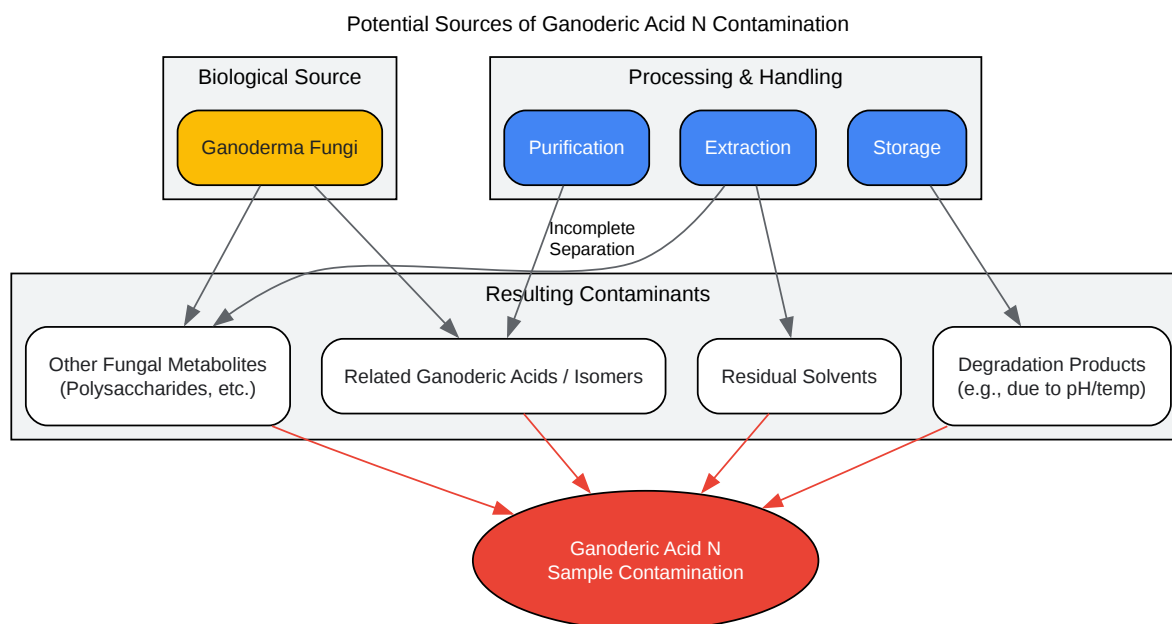 Potential Sources of Ganoderic Acid N Contamination
Biological Source
Processing & Handling
Ganoderma Fungi
Purification
Extraction
Storage
Incomplete
Separation
Resulting Contaminants
Other Fungal Metabolites
(Polysaccharides, etc.)
Related Ganoderic Acids / Isomers
Residual Solvents
Degradation Products
(e.g., due to pH/temp)
Ganoderic Acid N
Sample Contamination